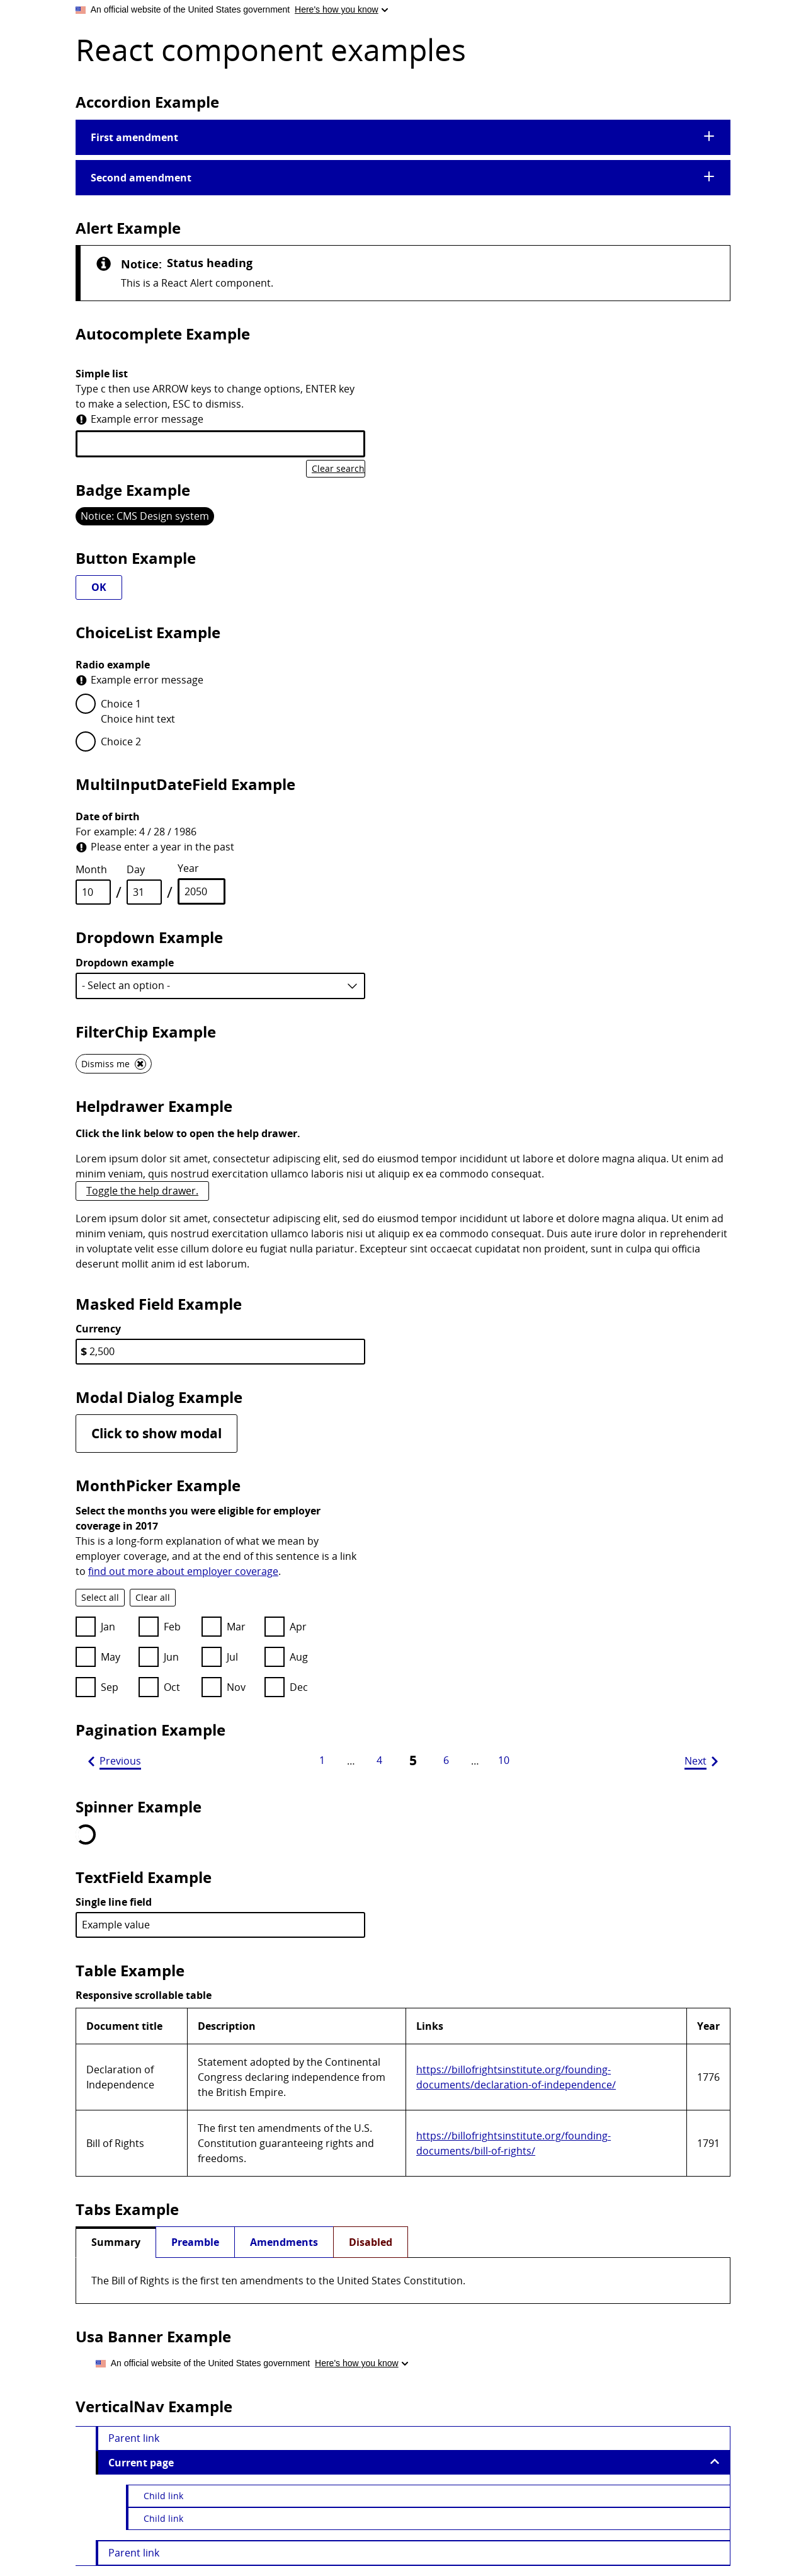 An official website of the United States government Here's how you know
React component examples
Accordion Example
First amendment
Second amendment
Alert Example
Notice: Status heading
This is a React Alert component.
Autocomplete Example
Simple list
Type c then use ARROW keys to change options, ENTER key
to make a selection, ESC to dismiss.
Example error message
Clear search
Badge Example
Notice: CMS Design system
Button Example
OK
ChoiceList Example
Radio example
Example error message
Choice 1
Choice hint text
Choice 2
MultiInputDateField Example
Date of birth
For example: 4 / 28 / 1986
Please enter a year in the past
Month Day Year
10 / 31 / 2050
Dropdown Example
Dropdown example
- Select an option -
FilterChip Example
Dismiss me
Helpdrawer Example
Click the link below to open the help drawer.
Lorem ipsum dolor sit amet, consectetur adipiscing elit, sed do eiusmod tempor incididunt ut labore et dolore magna aliqua. Ut enim ad
minim veniam, quis nostrud exercitation ullamco laboris nisi ut aliquip ex ea commodo consequat.
Toggle the help drawer.
Lorem ipsum dolor sit amet, consectetur adipiscing elit, sed do eiusmod tempor incididunt ut labore et dolore magna aliqua. Ut enim ad
minim veniam, quis nostrud exercitation ullamco laboris nisi ut aliquip ex ea commodo consequat. Duis aute irure dolor in reprehenderit
in voluptate velit esse cillum dolore eu fugiat nulla pariatur. Excepteur sint occaecat cupidatat non proident, sunt in culpa qui officia
deserunt mollit anim id est laborum.
Masked Field Example
Currency
$ 2,500
Modal Dialog Example
Click to show modal
MonthPicker Example
Select the months you were eligible for employer
coverage in 2017
This is a long-form explanation of what we mean by
employer coverage, and at the end of this sentence is a link
to find out more about employer coverage.
Select all Clear all
Jan Feb Mar Apr
May Jun Jul Aug
Sep Oct Nov Dec
Pagination Example
Previous 1 ... 4 5 6 ... 10 Next
Spinner Example
TextField Example
Single line field
Example value
Table Example
Responsive scrollable table
Document title Description Links Year
Declaration of
Independence
Statement adopted by the Continental
Congress declaring independence from
the British Empire.
https://billofrightsinstitute.org/founding-
documents/declaration-of-independence/
1776
Bill of Rights
The first ten amendments of the U.S.
Constitution guaranteeing rights and
freedoms.
https://billofrightsinstitute.org/founding-
documents/bill-of-rights/
1791
Tabs Example
Summary Preamble Amendments Disabled
The Bill of Rights is the first ten amendments to the United States Constitution.
Usa Banner Example
An official website of the United States government Here's how you know
VerticalNav Example
Parent link
Current page
Child link
Child link
Parent link